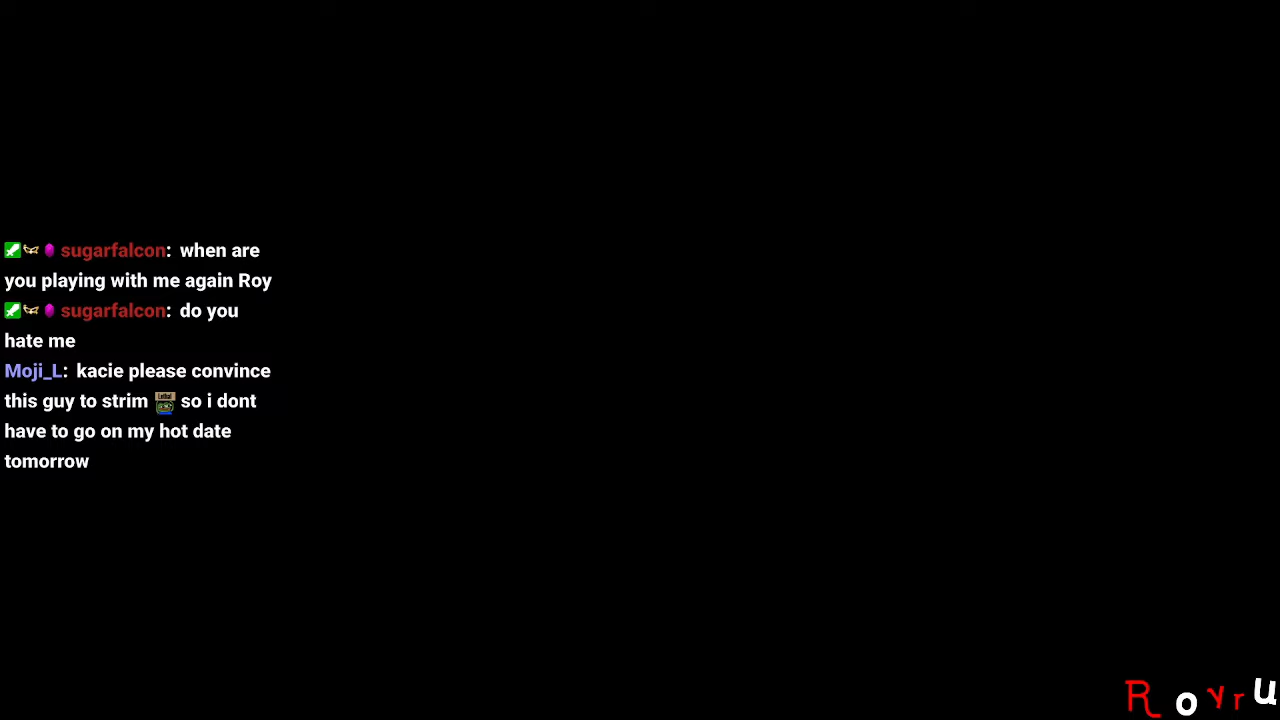 sugarfalcon: when are
you playing with me again Roy
sugarfalcon: do you
hate me
Moji_L: kacie please convince
this guy to strim so i dont
have to go on my hot date
tomorrow
Royru